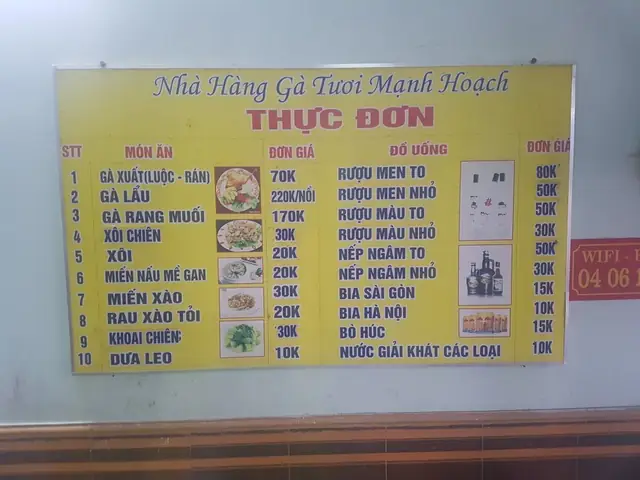 Nhà Hàng Gà Tươi Mạnh Hoạch
THỰC ĐƠN
STT MÓN ĂN ĐƠN GIÁ ĐỒ UỐNG ĐƠN GIÁ
1 GÀ XUẤT(LUỘC - RÁN) 70K RƯỢU MEN TO 80K
2 GÀ LẨU 220K/NỒI RƯỢU MEN NHỎ 50K
3 GÀ RANG MUỐI 170K RƯỢU MÀU TO 50K
4 XÔI CHIÊN 30K RƯỢU MÀU NHỎ 30K
5 XÔI 20K NẾP NGÂM TO 50K
6 MIẾN NẤU MỀ GAN 20K NẾP NGÂM NHỎ 30K
7 MIẾN XÀO 30K BIA SÀI GÒN 15K
8 RAU XÀO TỎI 20K BIA HÀ NỘI 10K
9 KHOAI CHIÊN 30K BÒ HÚC 15K
10 DƯA LEO 10K NƯỚC GIẢI KHÁT CÁC LOẠI 10K
WIFI -
04 06